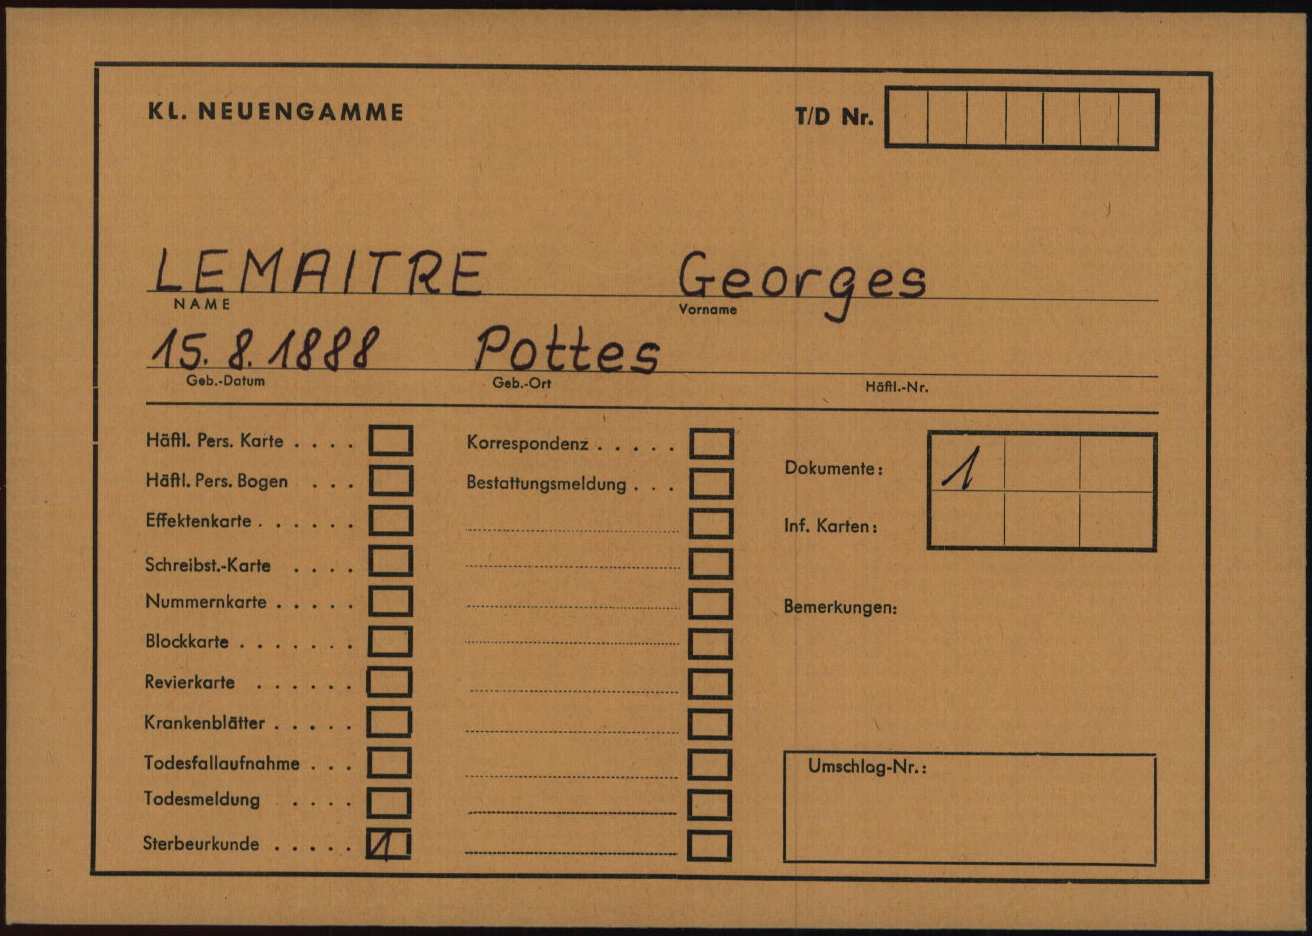 KL. NEUENGAMME T/D Nr.
LEMAITRE Georges
NAME Vorname
15. 8. 1888 Pottes
Geb.-Datum Geb.-Ort Häftl.-Nr.
Häftl. Pers. Karte . . . .
Häftl. Pers. Bogen . . .
Effektenkarte . . . . . .
Schreibst.-Karte . . . .
Nummernkarte . . . . .
Blockkarte . . . . . . .
Revierkarte . . . . . .
Krankenblätter . . . . .
Todesfallaufnahme . . .
Todesmeldung . . . .
Sterbeurkunde . . . . . 1
Korrespondenz . . . . .
Bestattungsmeldung . . .
Dokumente: 1
Inf. Karten:
Bemerkungen:
Umschlag-Nr.: